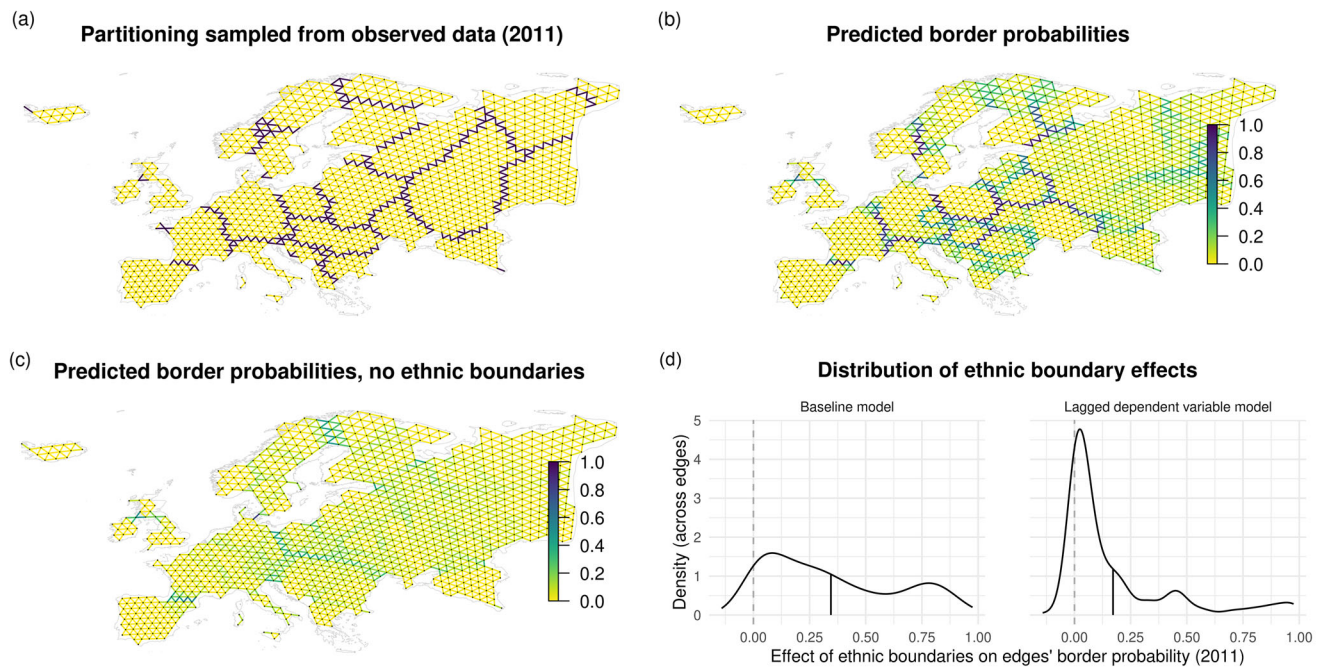 (a)
Partitioning sampled from observed data (2011)
(b)
Predicted border probabilities
1.0
0.8
0.6
0.4
0.2
0.0
(c)
Predicted border probabilities, no ethnic boundaries
1.0
0.8
0.6
0.4
0.2
0.0
(d)
Distribution of ethnic boundary effects
Baseline model
Lagged dependent variable model
Density (across edges)
5
4
3
2
1
0
0.00 0.25 0.50 0.75 1.00
0.00 0.25 0.50 0.75 1.00
Effect of ethnic boundaries on edges' border probability (2011)